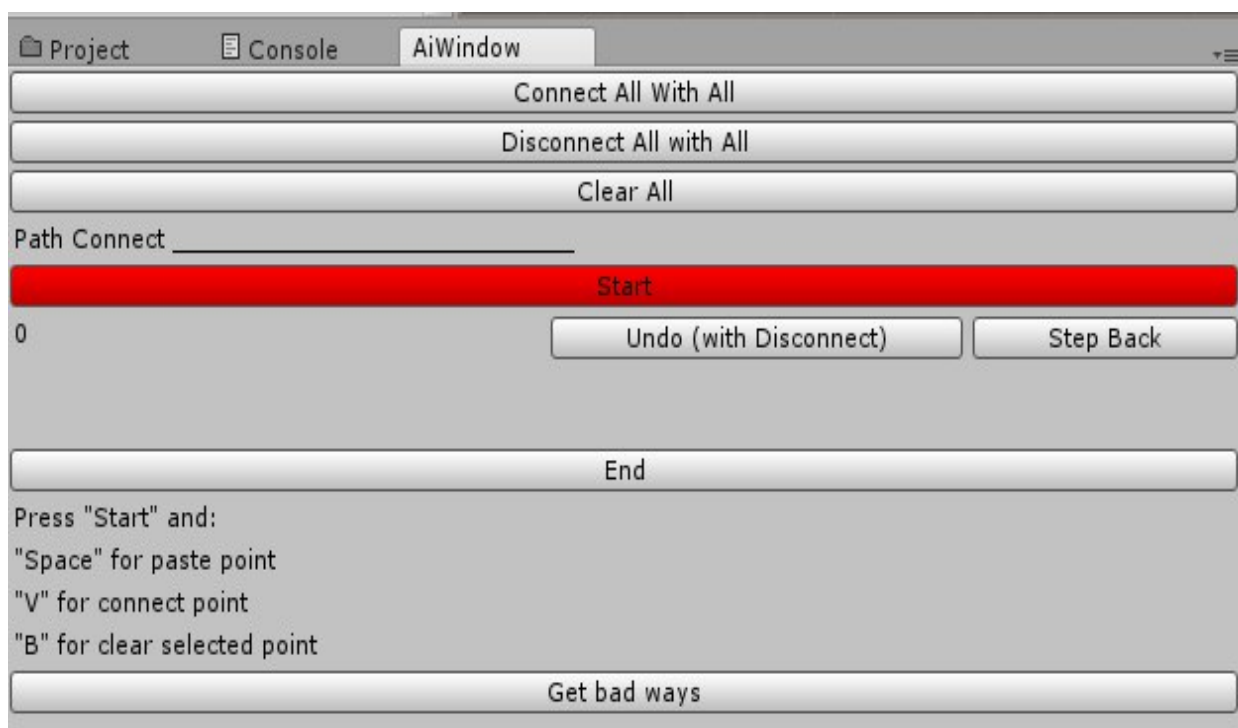 Project Console AiWindow
Connect All With All
Disconnect All with All
Clear All
Path Connect
Start
0 Undo (with Disconnect) Step Back
End
Press "Start" and:
"Space" for paste point
"V" for connect point
"B" for clear selected point
Get bad ways